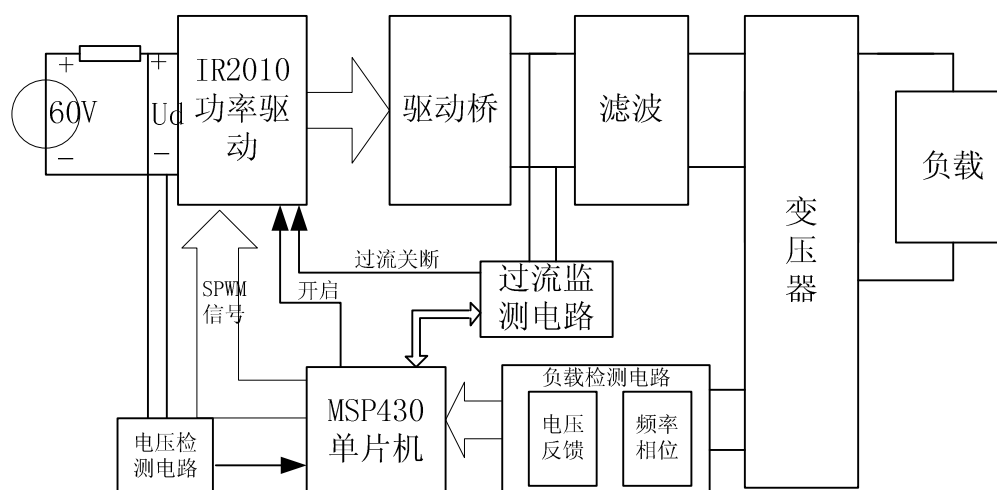 +
60V
−
+
Ud
−
IR2010
功率驱
动
驱动桥
滤波
变
压
器
负载
过流关断
过流监
测电路
SPWM
信号
开启
MSP430
单片机
负载检测电路
电压
反馈
频率
相位
电压检
测电路